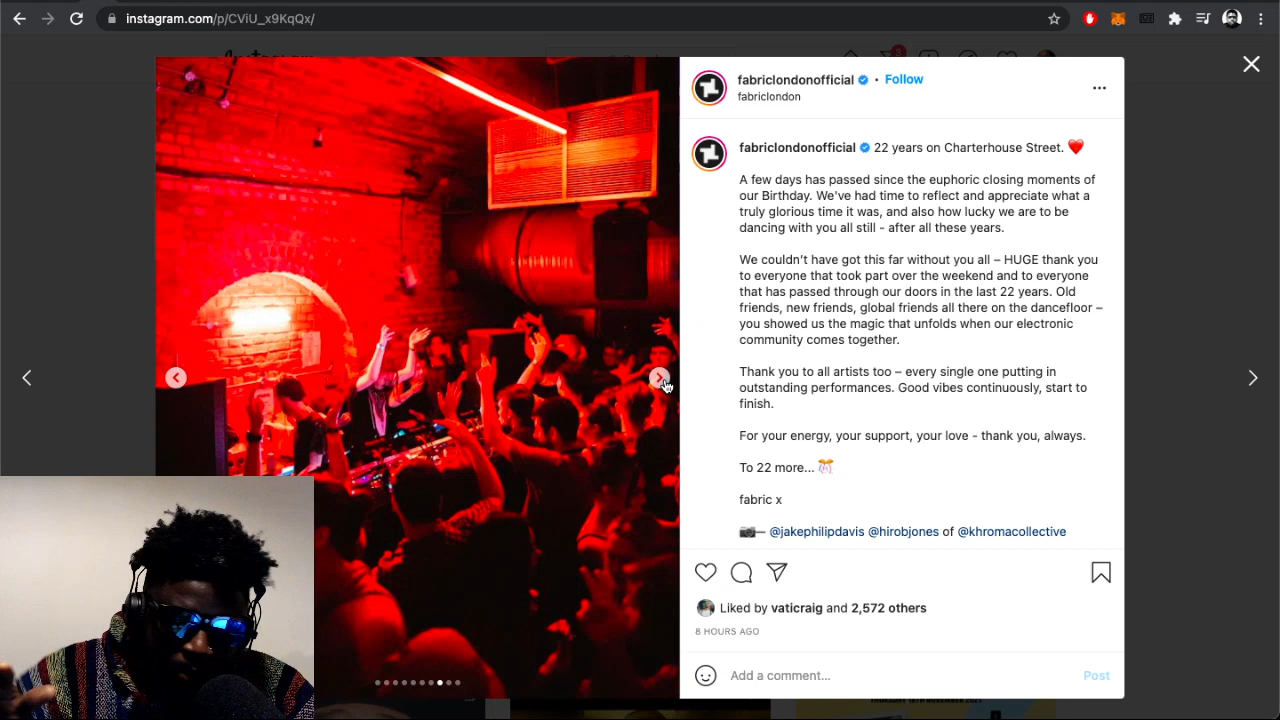 instagram.com/p/CViU_x9KqQx/
3
fabriclondonofficial • Follow
fabriclondon
fabriclondonofficial 22 years on Charterhouse Street. ❤️
A few days has passed since the euphoric closing moments of
our Birthday. We've had time to reflect and appreciate what a
truly glorious time it was, and also how lucky we are to be
dancing with you all still - after all these years.
We couldn't have got this far without you all – HUGE thank you
to everyone that took part over the weekend and to everyone
that has passed through our doors in the last 22 years. Old
friends, new friends, global friends all there on the dancefloor –
you showed us the magic that unfolds when our electronic
community comes together.
Thank you to all artists too – every single one putting in
outstanding performances. Good vibes continuously, start to
finish.
For your energy, your support, your love - thank you, always.
To 22 more... 🎊
fabric x
📷– @jakephilipdavis @hirobjones of @khromacollective
Liked by vaticraig and 2,572 others
8 HOURS AGO
Add a comment... Post